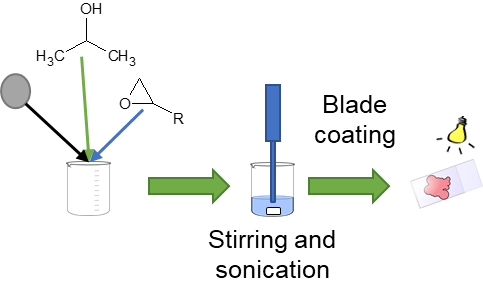 OH
H3C
CH3
O
R
Blade
coating
Stirring and
sonication